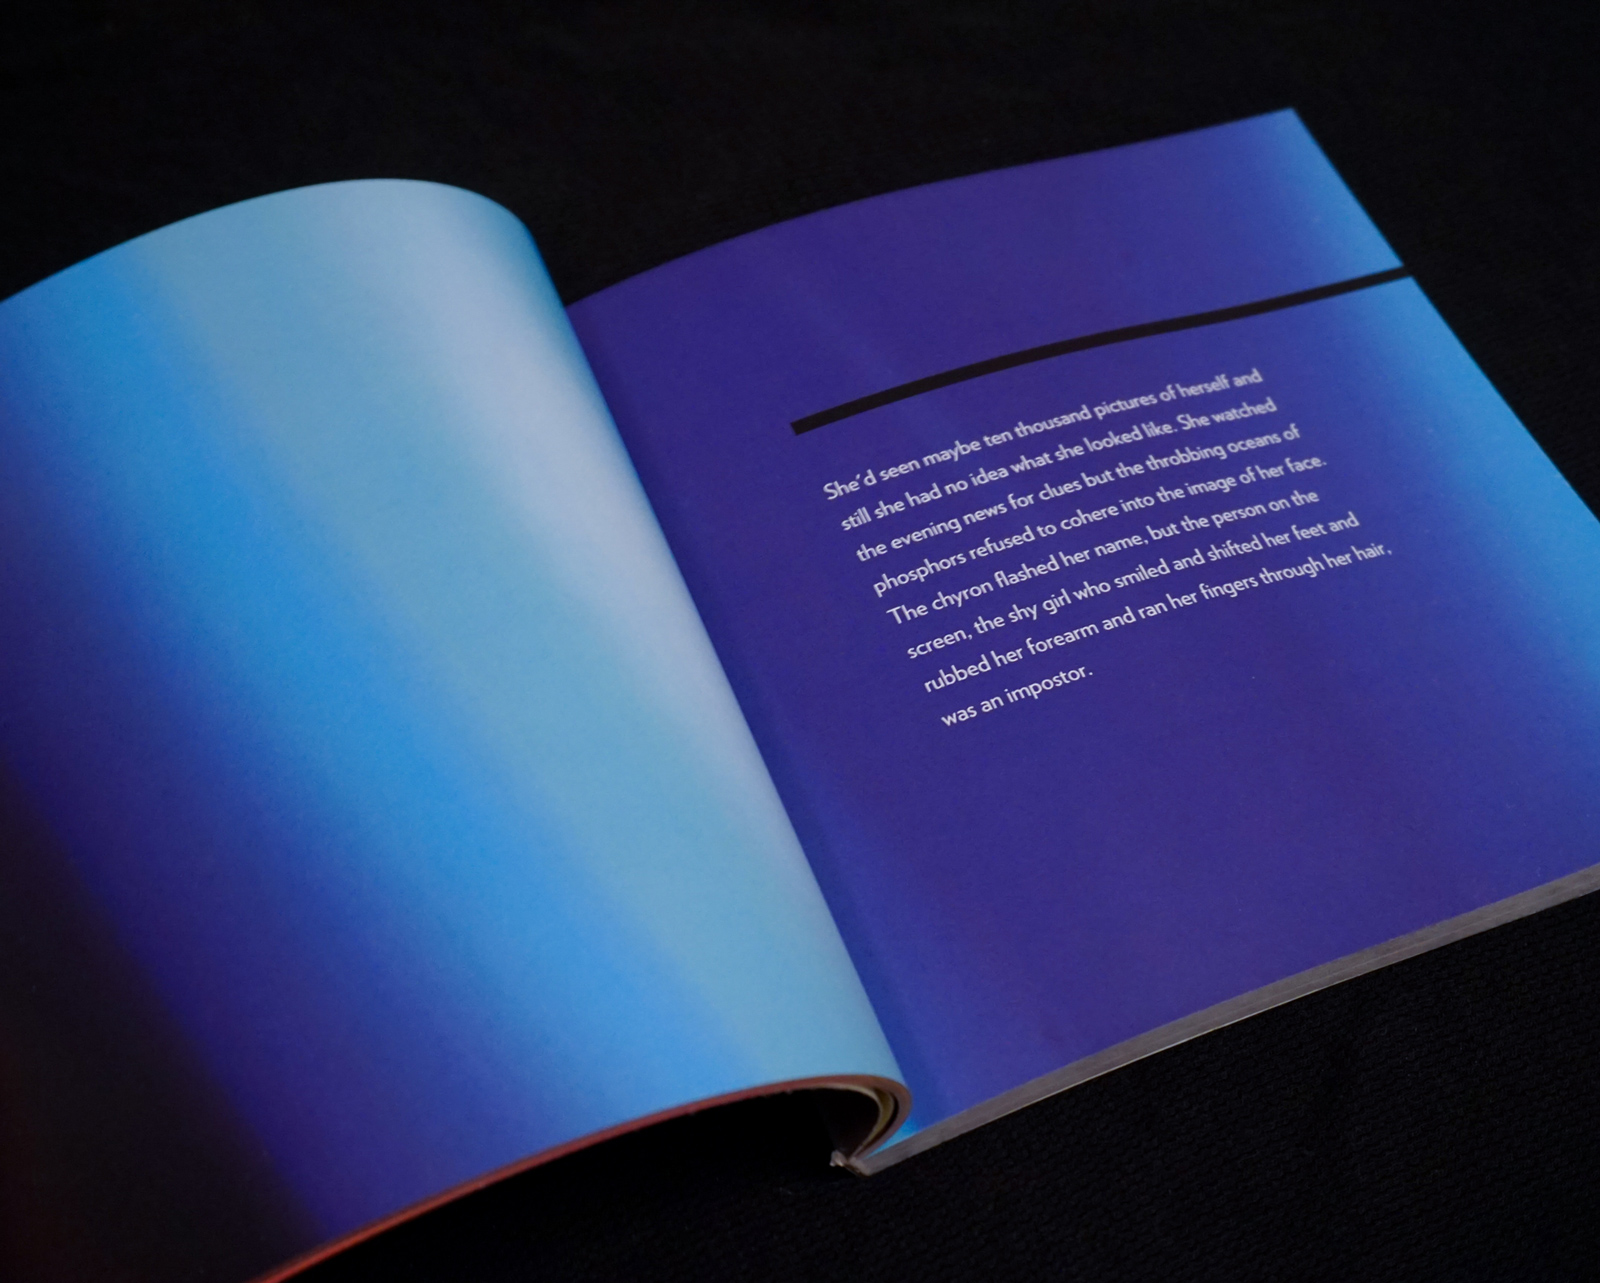 She'd seen maybe ten thousand pictures of herself and
still she had no idea what she looked like. She watched
the evening news for clues but the throbbing oceans of
phosphors refused to cohere into the image of her face.
The chyron flashed her name, but the person on the
screen, the shy girl who smiled and shifted her feet and
rubbed her forearm and ran her fingers through her hair,
was an impostor.